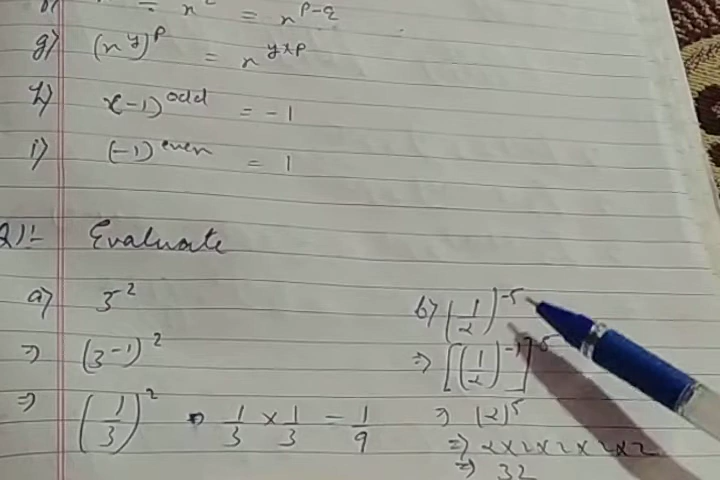 = n^{p-q}
g) (n^y)^p = n^{y×p}
h) (-1)^{odd} = -1
i) (-1)^{even} = 1
Q)!- Evaluate
a) 3^{-2}
⇒ (3^{-1})^2
⇒ (1/3)^2 ⇒ 1/3 × 1/3 = 1/9
b) (1/2)^{-5}
⇒ [(1/2)^{-1}]^5
⇒ (2)^5
⇒ 2×2×2×2×2
⇒ 32